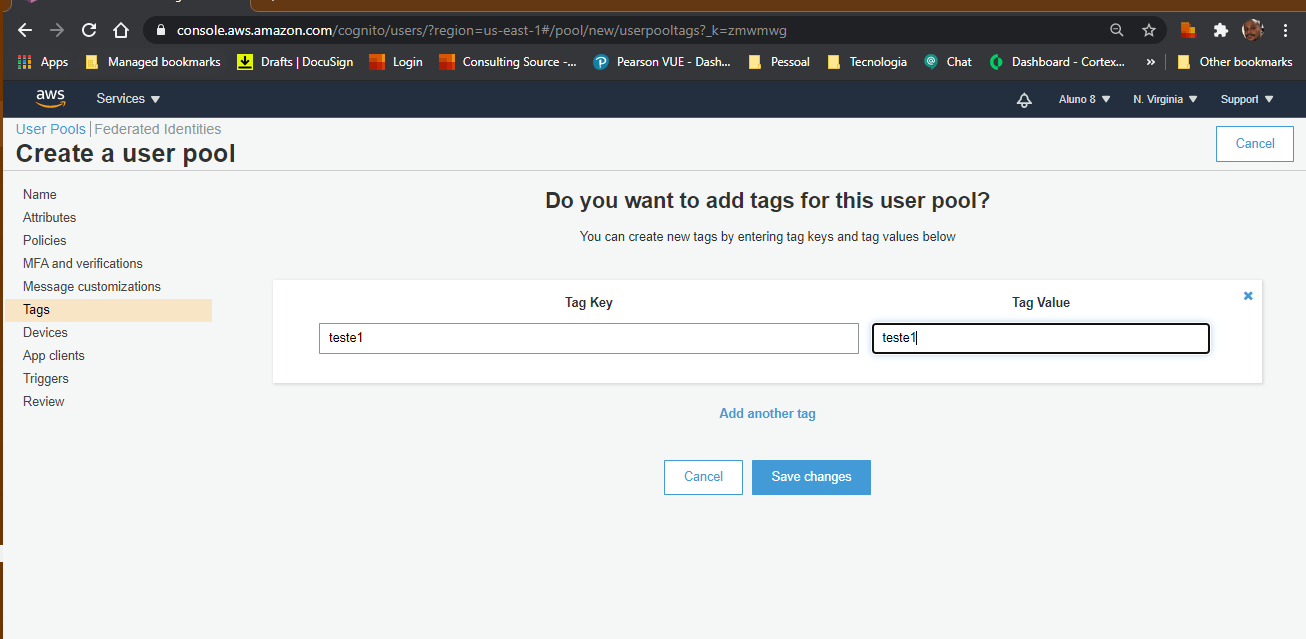 console.aws.amazon.com/cognito/users/?region=us-east-1#/pool/new/userpooltags?_k=zmwmwg
Apps Managed bookmarks Drafts | DocuSign Login Consulting Source -... Pearson VUE - Dash... Pessoal Tecnologia Chat Dashboard - Cortex... » Other bookmarks
aws Services Aluno 8 N. Virginia Support
User Pools | Federated Identities
Create a user pool
Cancel
Name
Attributes
Policies
MFA and verifications
Message customizations
Tags
Devices
App clients
Triggers
Review
Do you want to add tags for this user pool?
You can create new tags by entering tag keys and tag values below
Tag Key Tag Value
teste1 teste1
Add another tag
Cancel Save changes